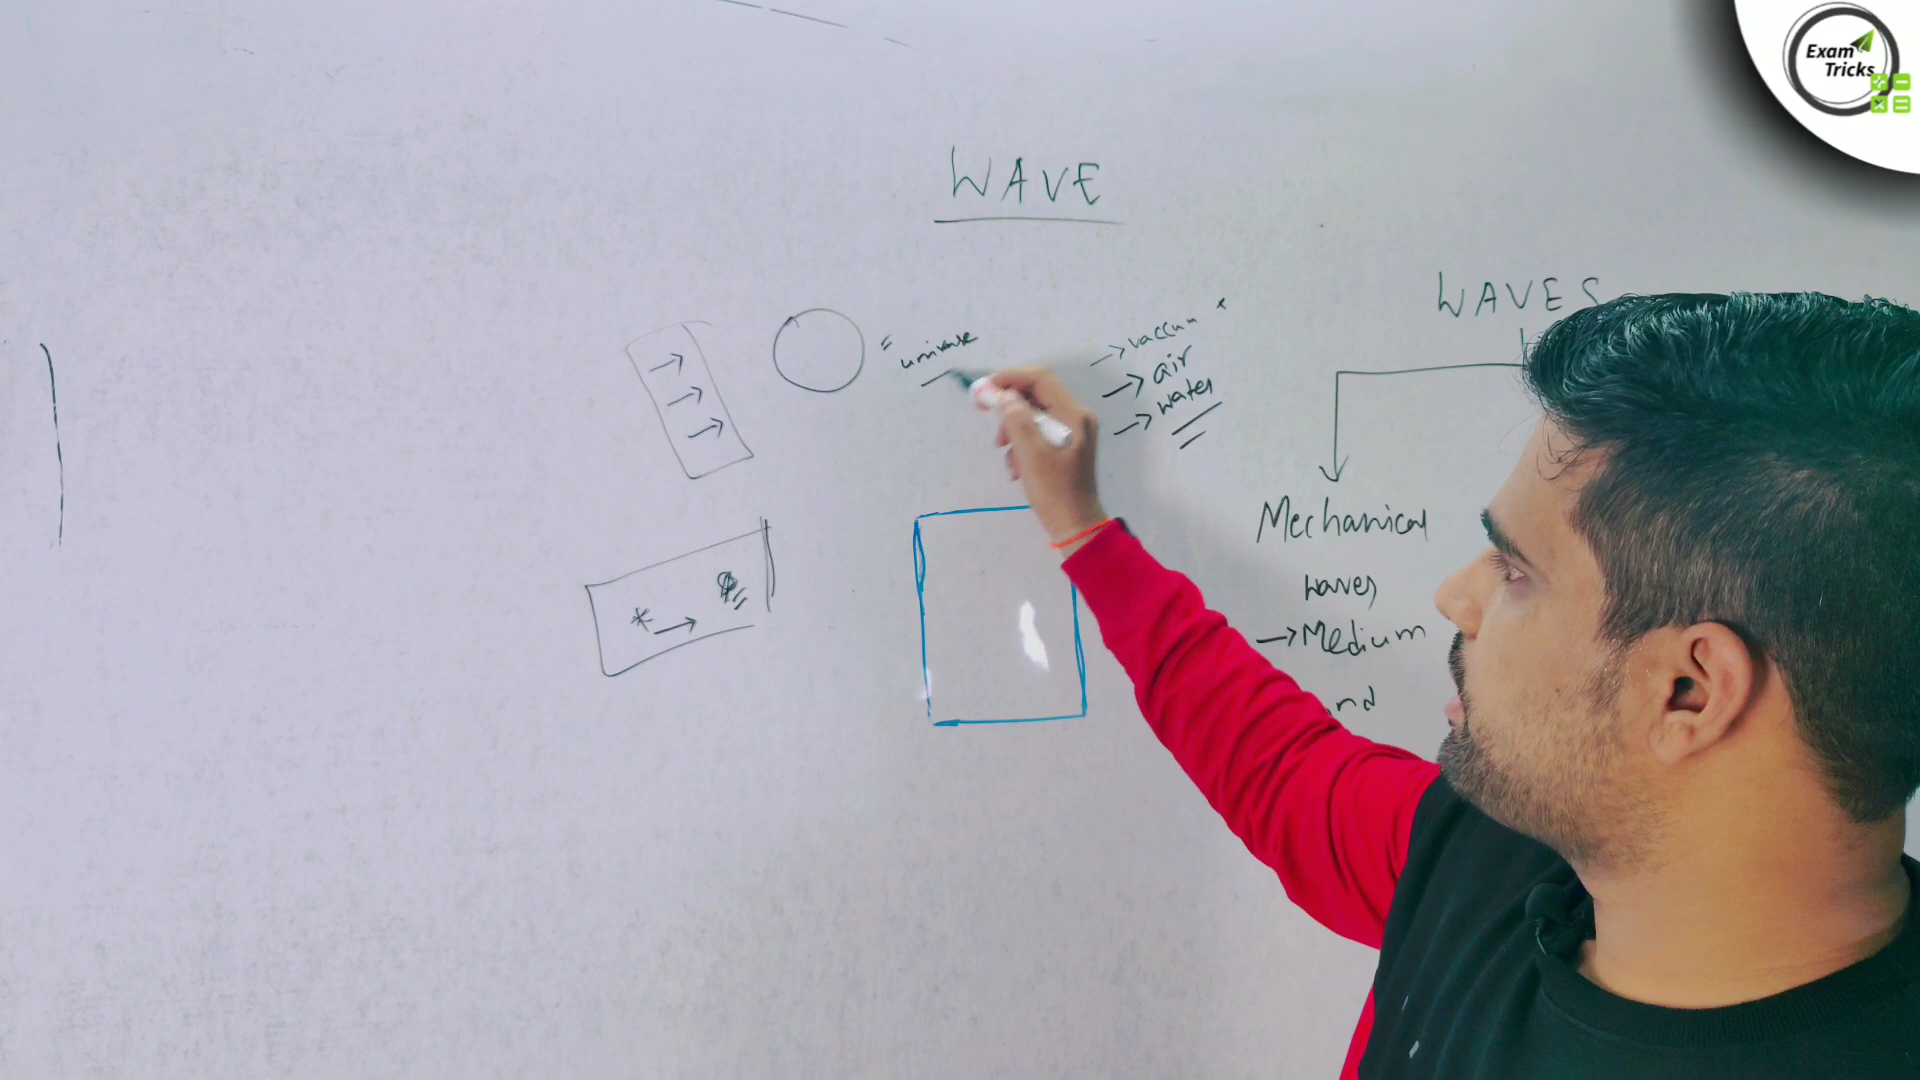 Exam
Tricks
WAVE
WAVES
= universe
→ vaccum x
→ air
→ water
Mechanical
waves
→ Medium